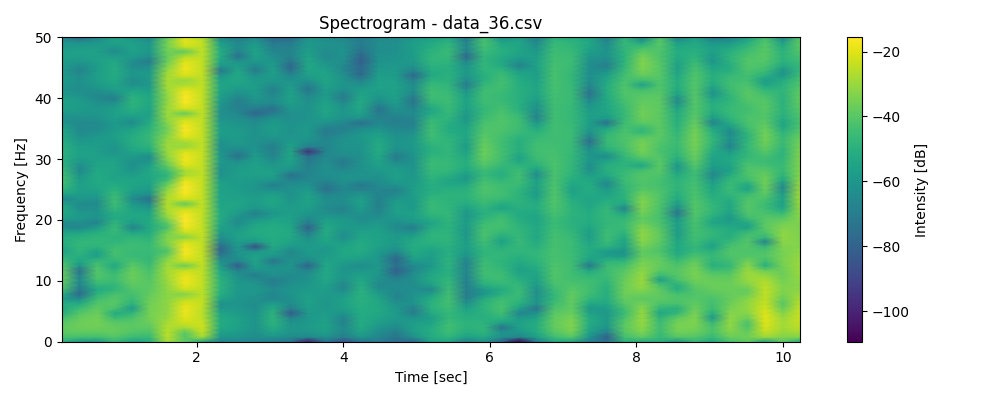 Spectrogram - data_36.csv
50
40
30
20
10
0
Frequency [Hz]
2 4 6 8 10
Time [sec]
−20
−40
−60
−80
−100
Intensity [dB]